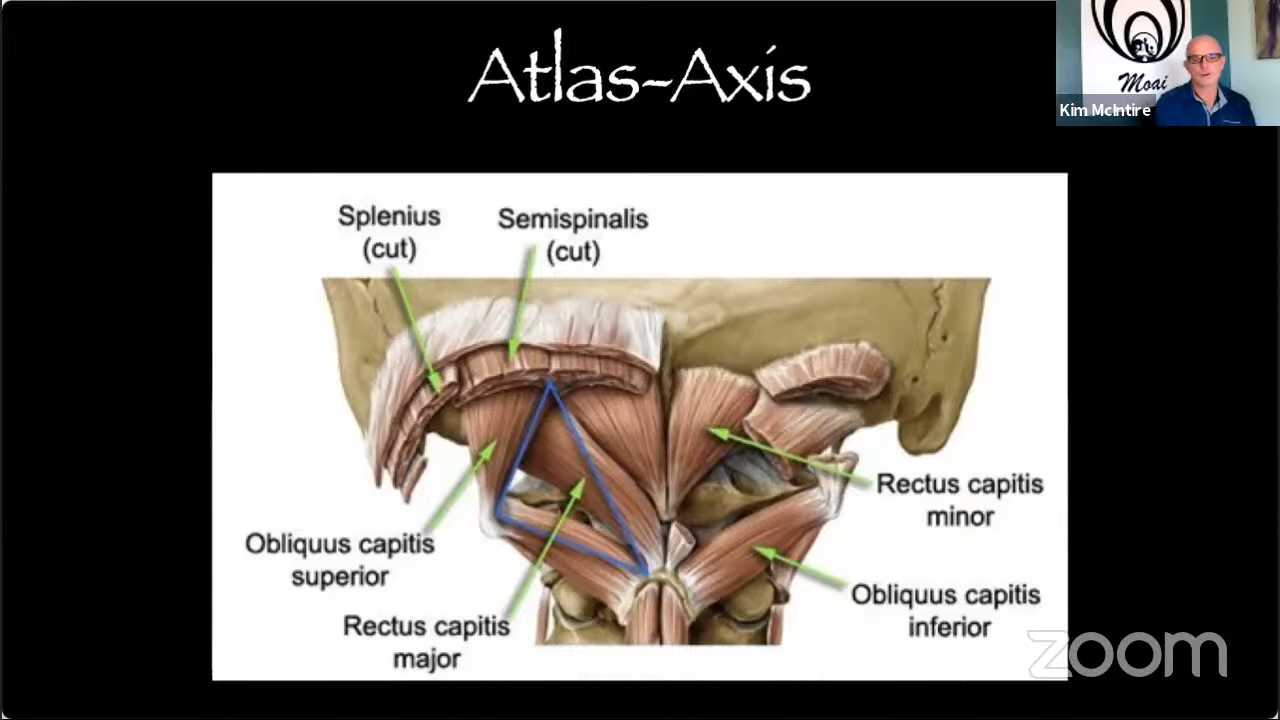 Atlas-Axis
Moai
Kim McIntire
Splenius
(cut)
Semispinalis
(cut)
Rectus capitis
minor
Obliquus capitis
superior
Obliquus capitis
inferior
Rectus capitis
major
zoom